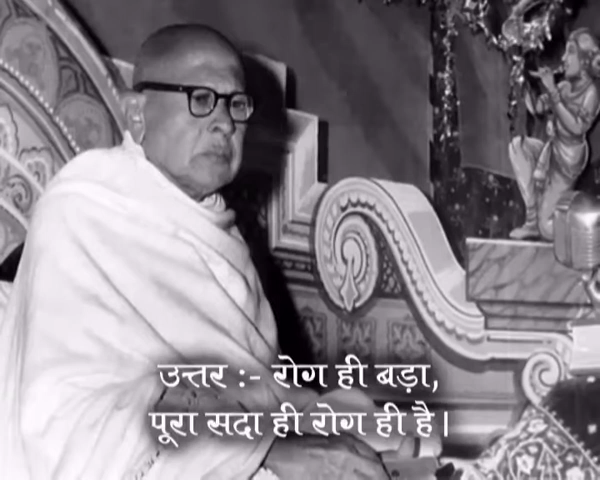 उत्तर :- रोग ही बड़ा,
पूरा सदा ही रोग ही है।